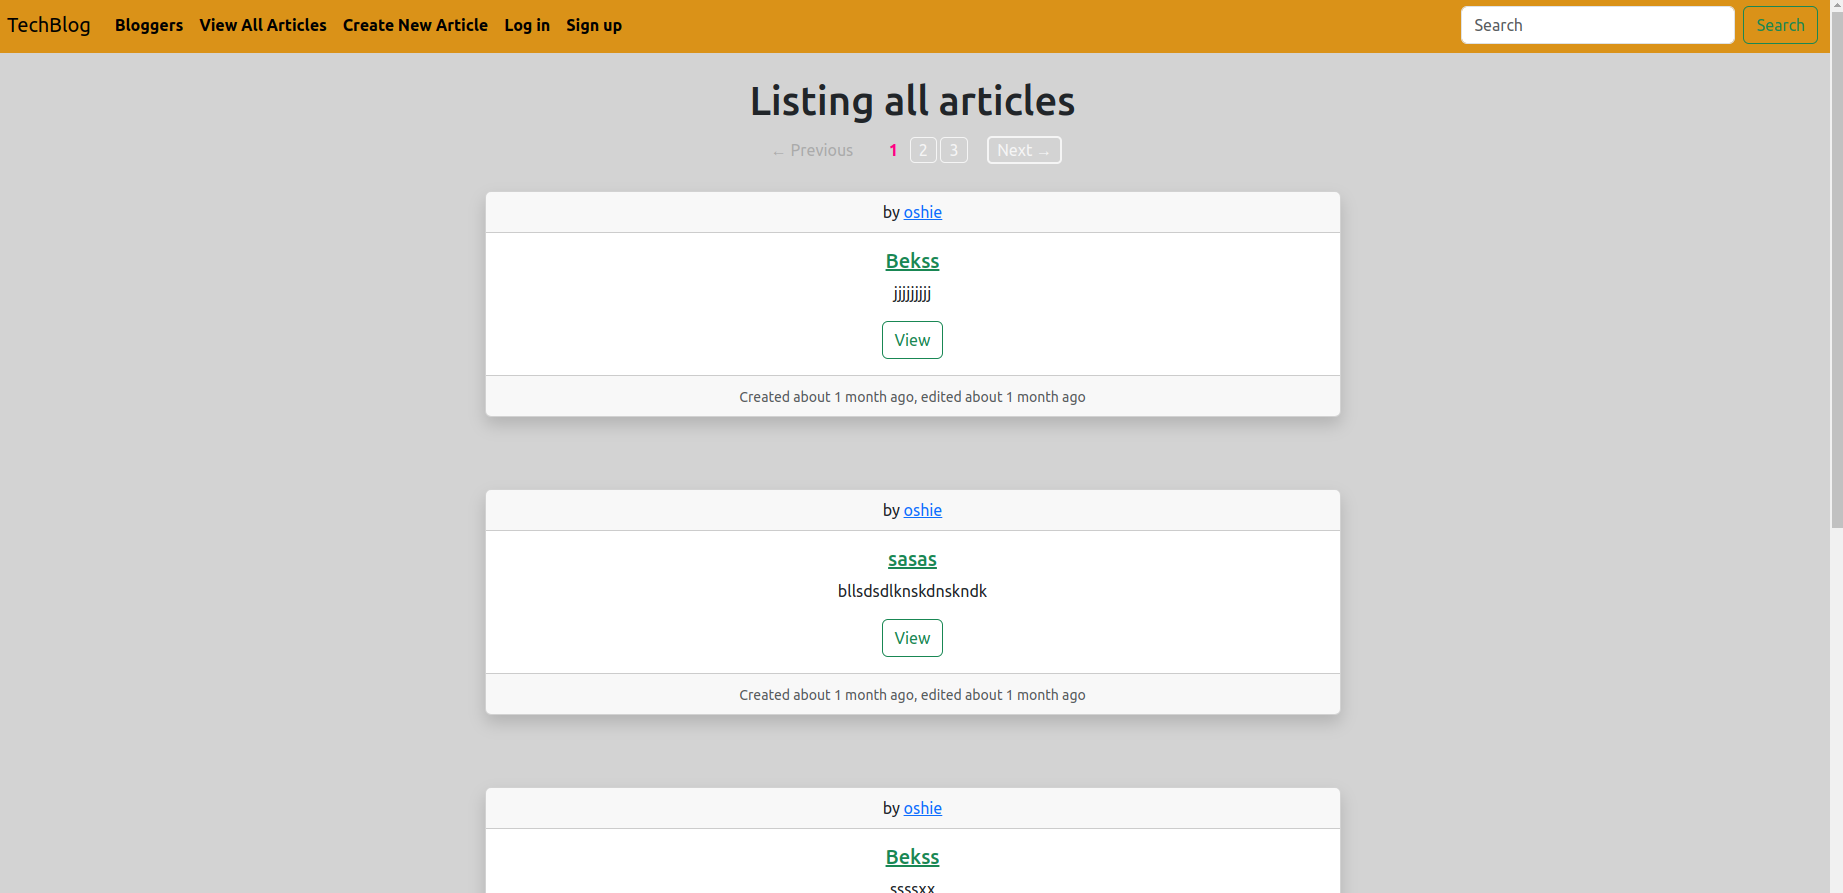 TechBlog Bloggers View All Articles Create New Article Log in Sign up Search Search
Listing all articles
← Previous 1 2 3 Next →
by oshie
Bekss
jjjjjjjjj
View
Created about 1 month ago, edited about 1 month ago
by oshie
sasas
bllsdsdlknskdnskndk
View
Created about 1 month ago, edited about 1 month ago
by oshie
Bekss
ssssxx